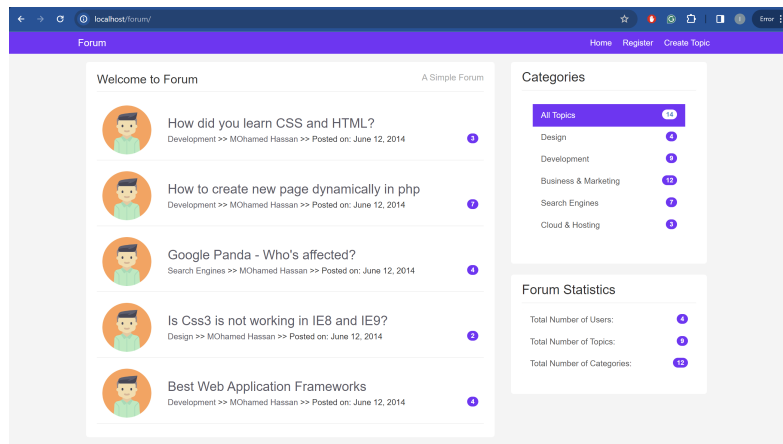 localhost/forum/
Error
Forum
Home Register Create Topic
Welcome to Forum
A Simple Forum
How did you learn CSS and HTML?
Development >> MOhamed Hassan >> Posted on: June 12, 2014
3
How to create new page dynamically in php
Development >> MOhamed Hassan >> Posted on: June 12, 2014
7
Google Panda - Who's affected?
Search Engines >> MOhamed Hassan >> Posted on: June 12, 2014
4
Is Css3 is not working in IE8 and IE9?
Design >> MOhamed Hassan >> Posted on: June 12, 2014
2
Best Web Application Frameworks
Development >> MOhamed Hassan >> Posted on: June 12, 2014
4
Categories
All Topics 14
Design 4
Development 9
Business & Marketing 12
Search Engines 7
Cloud & Hosting 3
Forum Statistics
Total Number of Users: 4
Total Number of Topics: 9
Total Number of Categories: 12